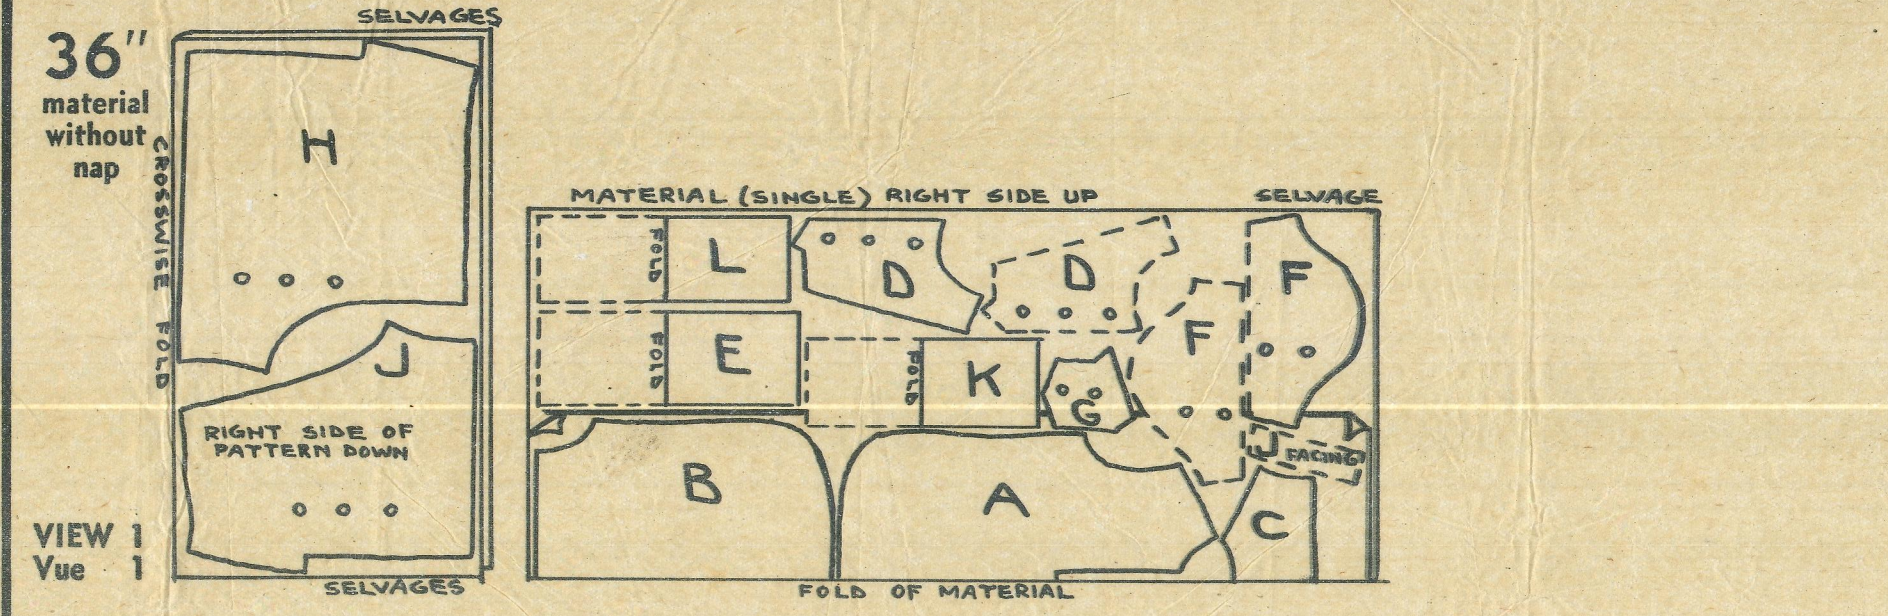 36"
material
without
nap
VIEW 1
Vue 1
SELVAGES
CROSSWISE FOLD
H
J
RIGHT SIDE OF
PATTERN DOWN
SELVAGES
MATERIAL (SINGLE) RIGHT SIDE UP
SELVAGE
FOLD
L
D
D
F
F
FOLD
E
FOLD
K
G
J FACING
B
A
C
FOLD OF MATERIAL